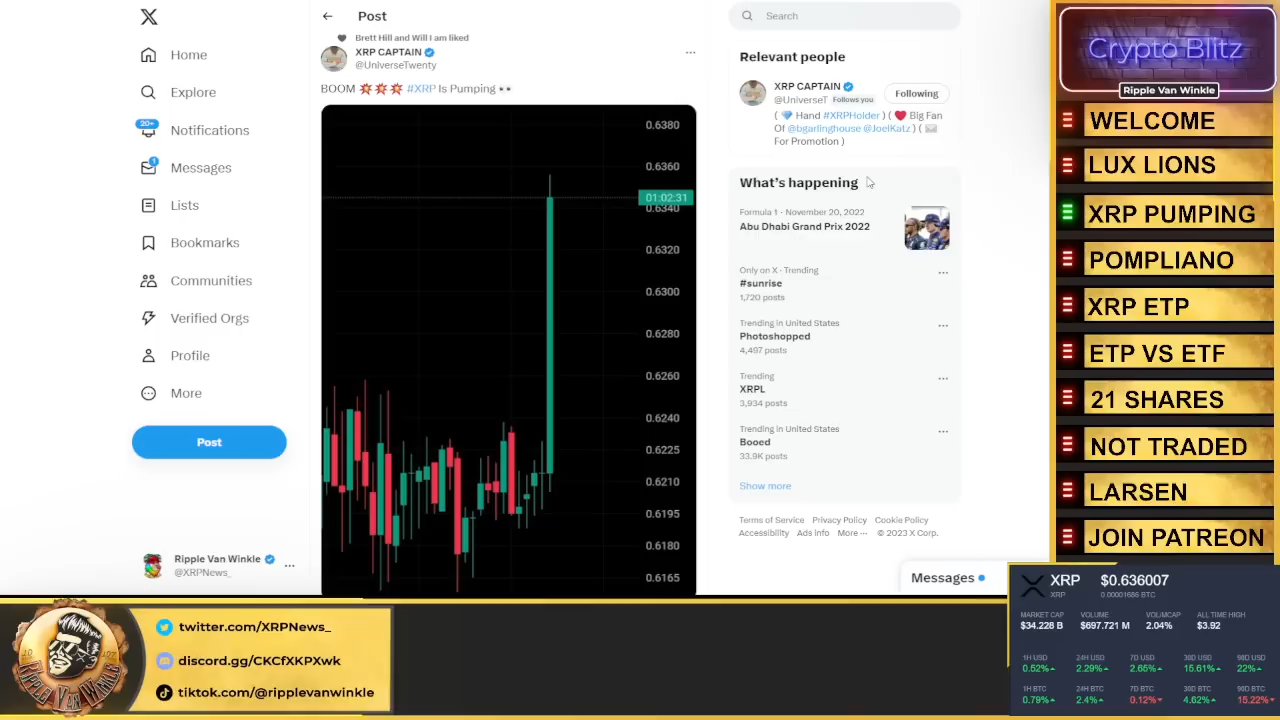 Home
Explore
20+
Notifications
1
Messages
Lists
Bookmarks
Communities
Verified Orgs
Profile
More
Post
Ripple Van Winkle
@XRPNews_
Post
Brett Hill and Will I am liked
XRP CAPTAIN
@UniverseTwenty
BOOM 💥💥💥 #XRP Is Pumping 👀
0.6380
0.6360
01:02:31
0.6340
0.6320
0.6300
0.6280
0.6260
0.6240
0.6225
0.6210
0.6195
0.6180
0.6165
Search
Relevant people
XRP CAPTAIN
@UniverseT Follows you
Following
( 💎 Hand #XRPHolder ) ( ❤️ Big Fan
Of @bgarlinghouse @JoelKatz ) ( ✉️
For Promotion )
What's happening
Formula 1 · November 20, 2022
Abu Dhabi Grand Prix 2022
Only on X · Trending
#sunrise
1,720 posts
Trending in United States
Photoshopped
4,497 posts
Trending
XRPL
3,934 posts
Trending in United States
Booed
33.9K posts
Show more
Terms of Service Privacy Policy Cookie Policy
Accessibility Ads info More ··· © 2023 X Corp.
Messages
Crypto Blitz
Ripple Van Winkle
WELCOME
LUX LIONS
XRP PUMPING
POMPLIANO
XRP ETP
ETP VS ETF
21 SHARES
NOT TRADED
LARSEN
JOIN PATREON
RIPPLE VAN WINKLE
twitter.com/XRPNews_
discord.gg/CKCfXKPXwk
tiktok.com/@ripplevanwinkle
XRP $0.636007
XRP 0.00001686 BTC
MARKET CAP VOLUME VOL/MCAP ALL TIME HIGH
$34.228 B $697.721 M 2.04% $3.92
1H USD 24H USD 7D USD 30D USD 90D USD
0.52% 2.29% 2.65% 15.61% 22%
1H BTC 24H BTC 7D BTC 30D BTC 90D BTC
0.79% 2.4% 0.12% 4.62% 15.22%